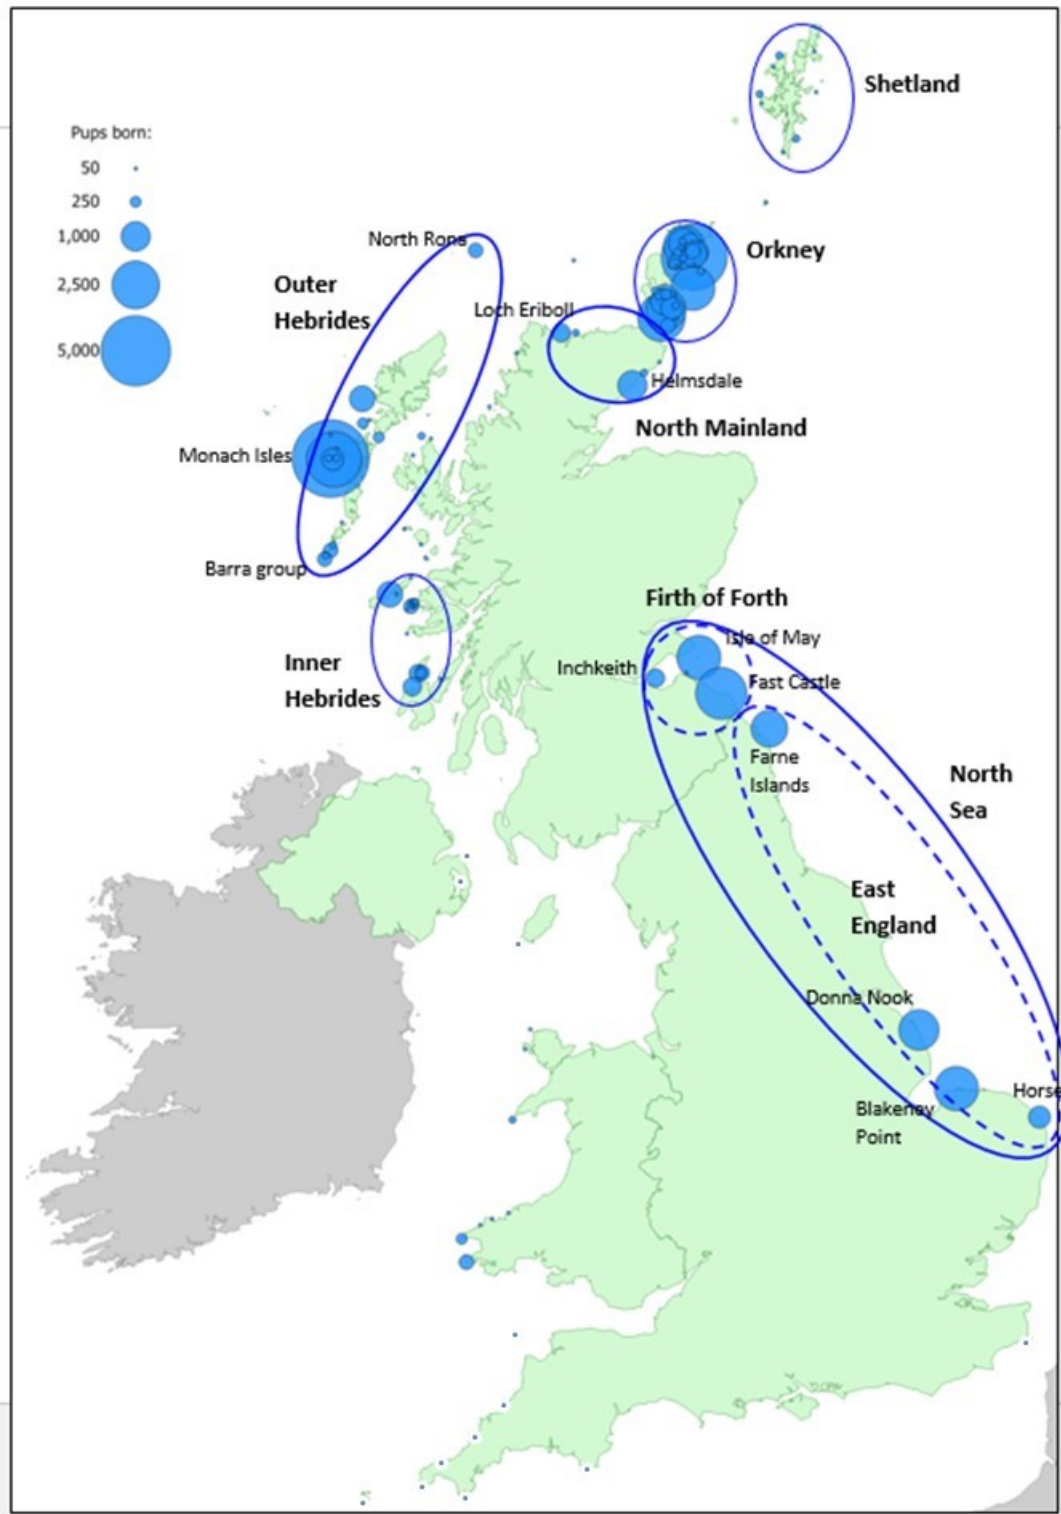 Shetland
Pups born:
50
250
1,000
2,500
5,000
North Rona
Orkney
Outer
Hebrides
Loch Eriboll
Helmsdale
North Mainland
Monach Isles
Barra group
Firth of Forth
Isle of May
Inchkeith
Fast Castle
Inner
Hebrides
Farne
Islands
North
Sea
East
England
Donna Nook
Horse
Blakeney
Point